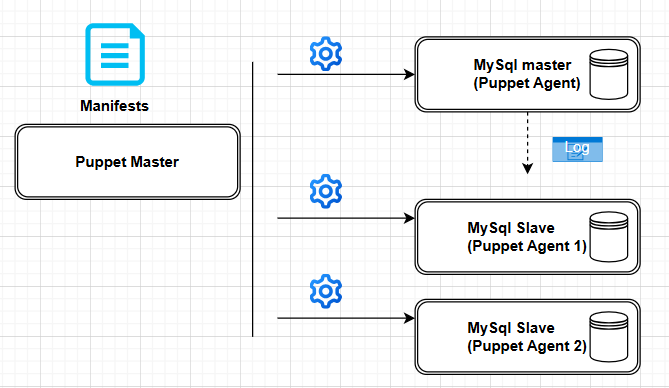 Manifests
Puppet Master
MySql master
(Puppet Agent)
Log
MySql Slave
(Puppet Agent 1)
MySql Slave
(Puppet Agent 2)